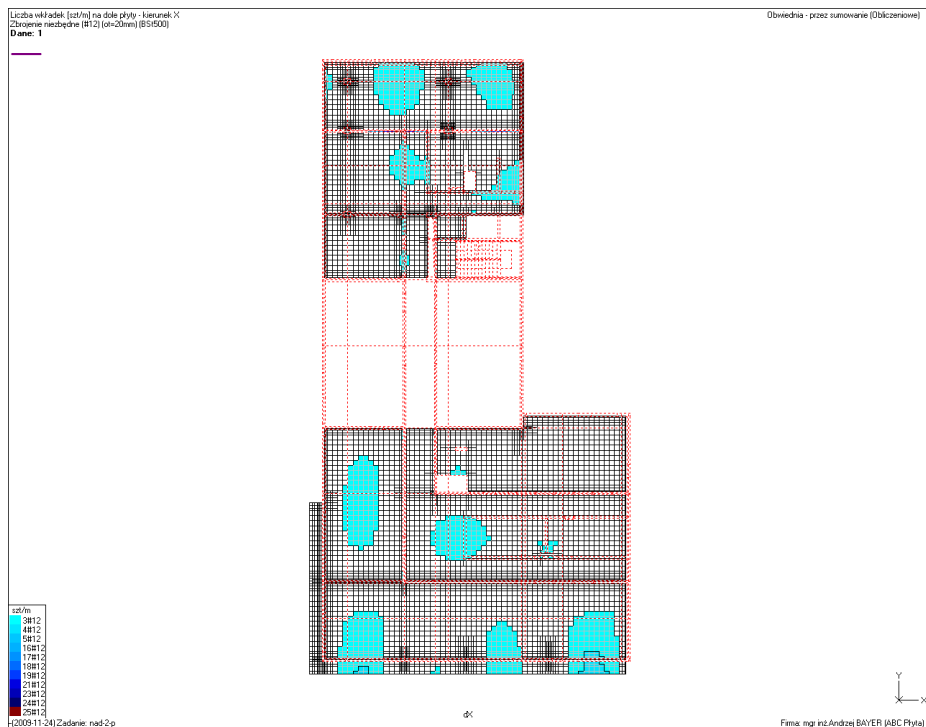 Liczba wkładek [szt/m] na dole płyty - kierunek X
Zbrojenie niezbędne (#12) (ot=20mm) (BSt500)
Dane: 1
Obwiednia - przez sumowanie (Obliczeniowe)
szt/m
3#12
4#12
5#12
16#12
17#12
18#12
19#12
21#12
23#12
24#12
25#12
(2009-11-24) Zadanie: nad-2-p
dX
Y
X
Firma: mgr inż.Andrzej BAYER (ABC Płyta)